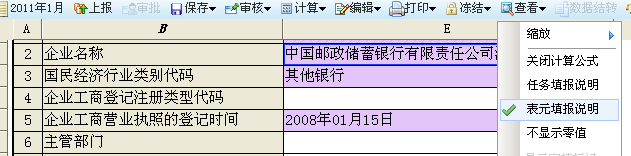 2011年1月 上报 审批 保存 审核 计算 编辑 打印 冻结 查看 数据结转
A B E
2 企业名称 中国邮政储蓄银行有限责任公司
3 国民经济行业类别代码 其他银行
4 企业工商登记注册类型代码
5 企业工商营业执照的登记时间 2008年01月15日
6 主管部门
缩放
关闭计算公式
任务填报说明
表元填报说明
不显示零值